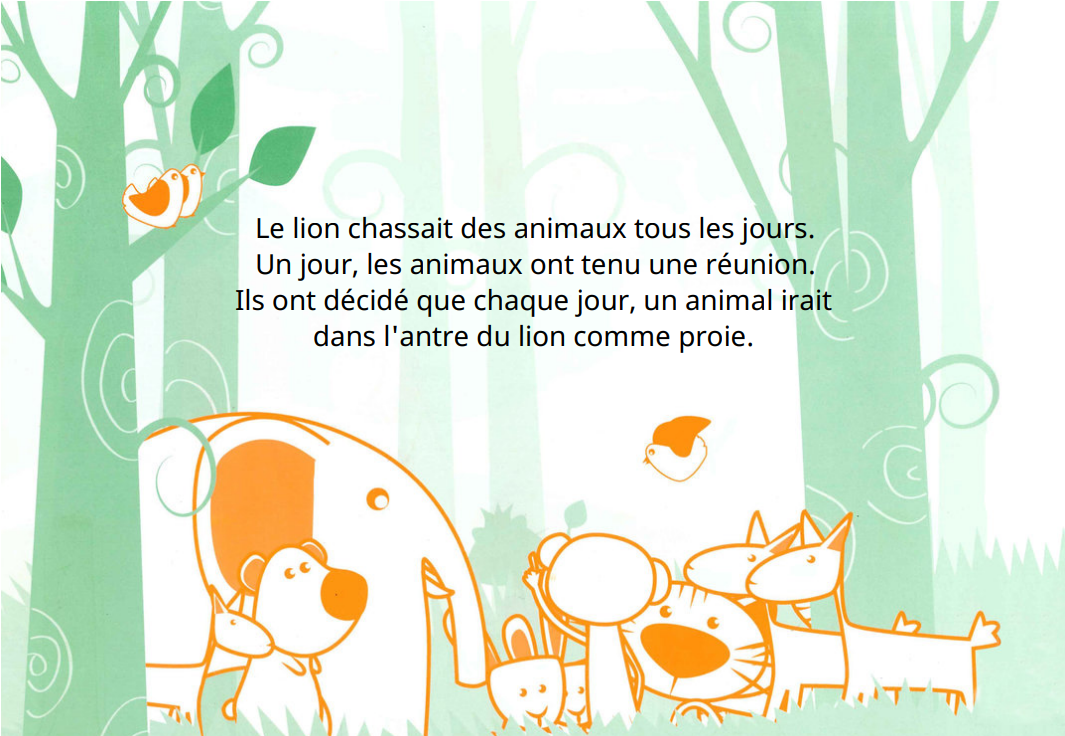 Le lion chassait des animaux tous les jours.
Un jour, les animaux ont tenu une réunion.
Ils ont décidé que chaque jour, un animal irait
dans l'antre du lion comme proie.